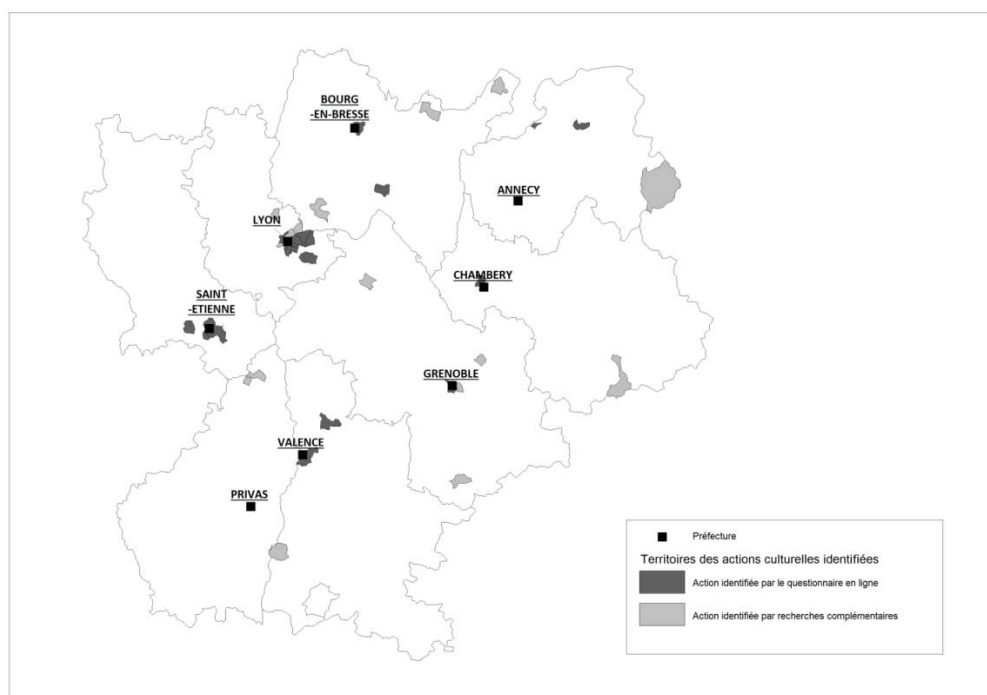 BOURG
-EN-BRESSE
ANNECY
LYON
CHAMBERY
SAINT
-ETIENNE
GRENOBLE
VALENCE
PRIVAS
Préfecture
Territoires des actions culturelles identifiées
Action identifiée par le questionnaire en ligne
Action identifiée par recherches complémentaires